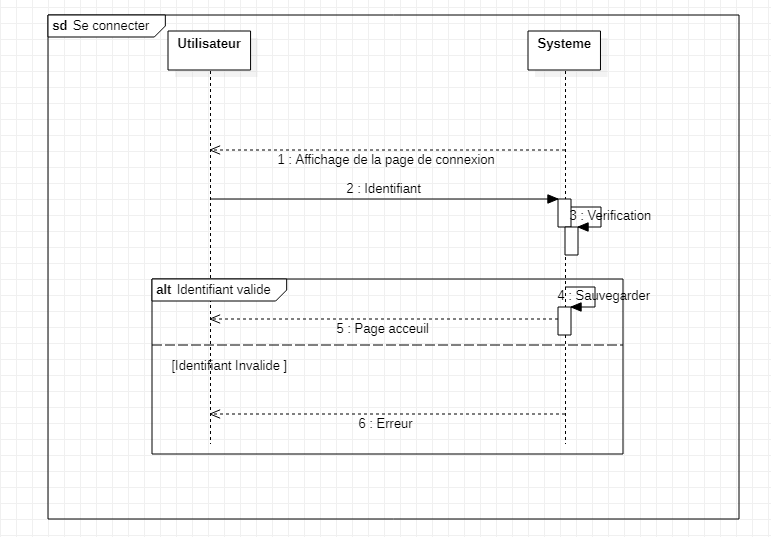 sd Se connecter
Utilisateur
Systeme
1 : Affichage de la page de connexion
2 : Identifiant
3 : Verification
alt Identifiant valide
4 : Sauvegarder
5 : Page acceuil
[Identifiant Invalide ]
6 : Erreur